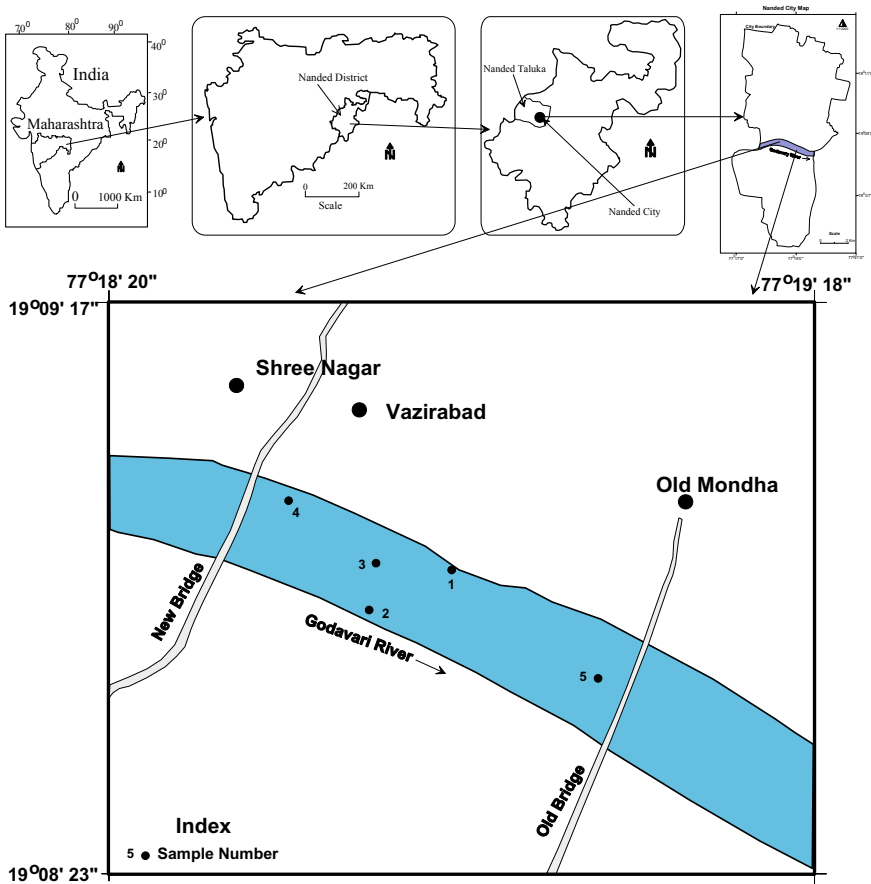 70⁰
80⁰
90⁰
40⁰
30⁰
20⁰
10⁰
India
Maharashtra
N
0 1000 Km
Nanded District
N
0 200 Km
Scale
Nanded Taluka
N
Nanded City
Nanded City Map
City Boundary
Godavari River
Scale
77⁰18' 20"
77⁰19' 18"
19⁰09' 17"
19⁰08' 23"
Shree Nagar
Vazirabad
Old Mondha
4
3
1
2
5
New Bridge
Godavari River
Old Bridge
Index
5 Sample Number